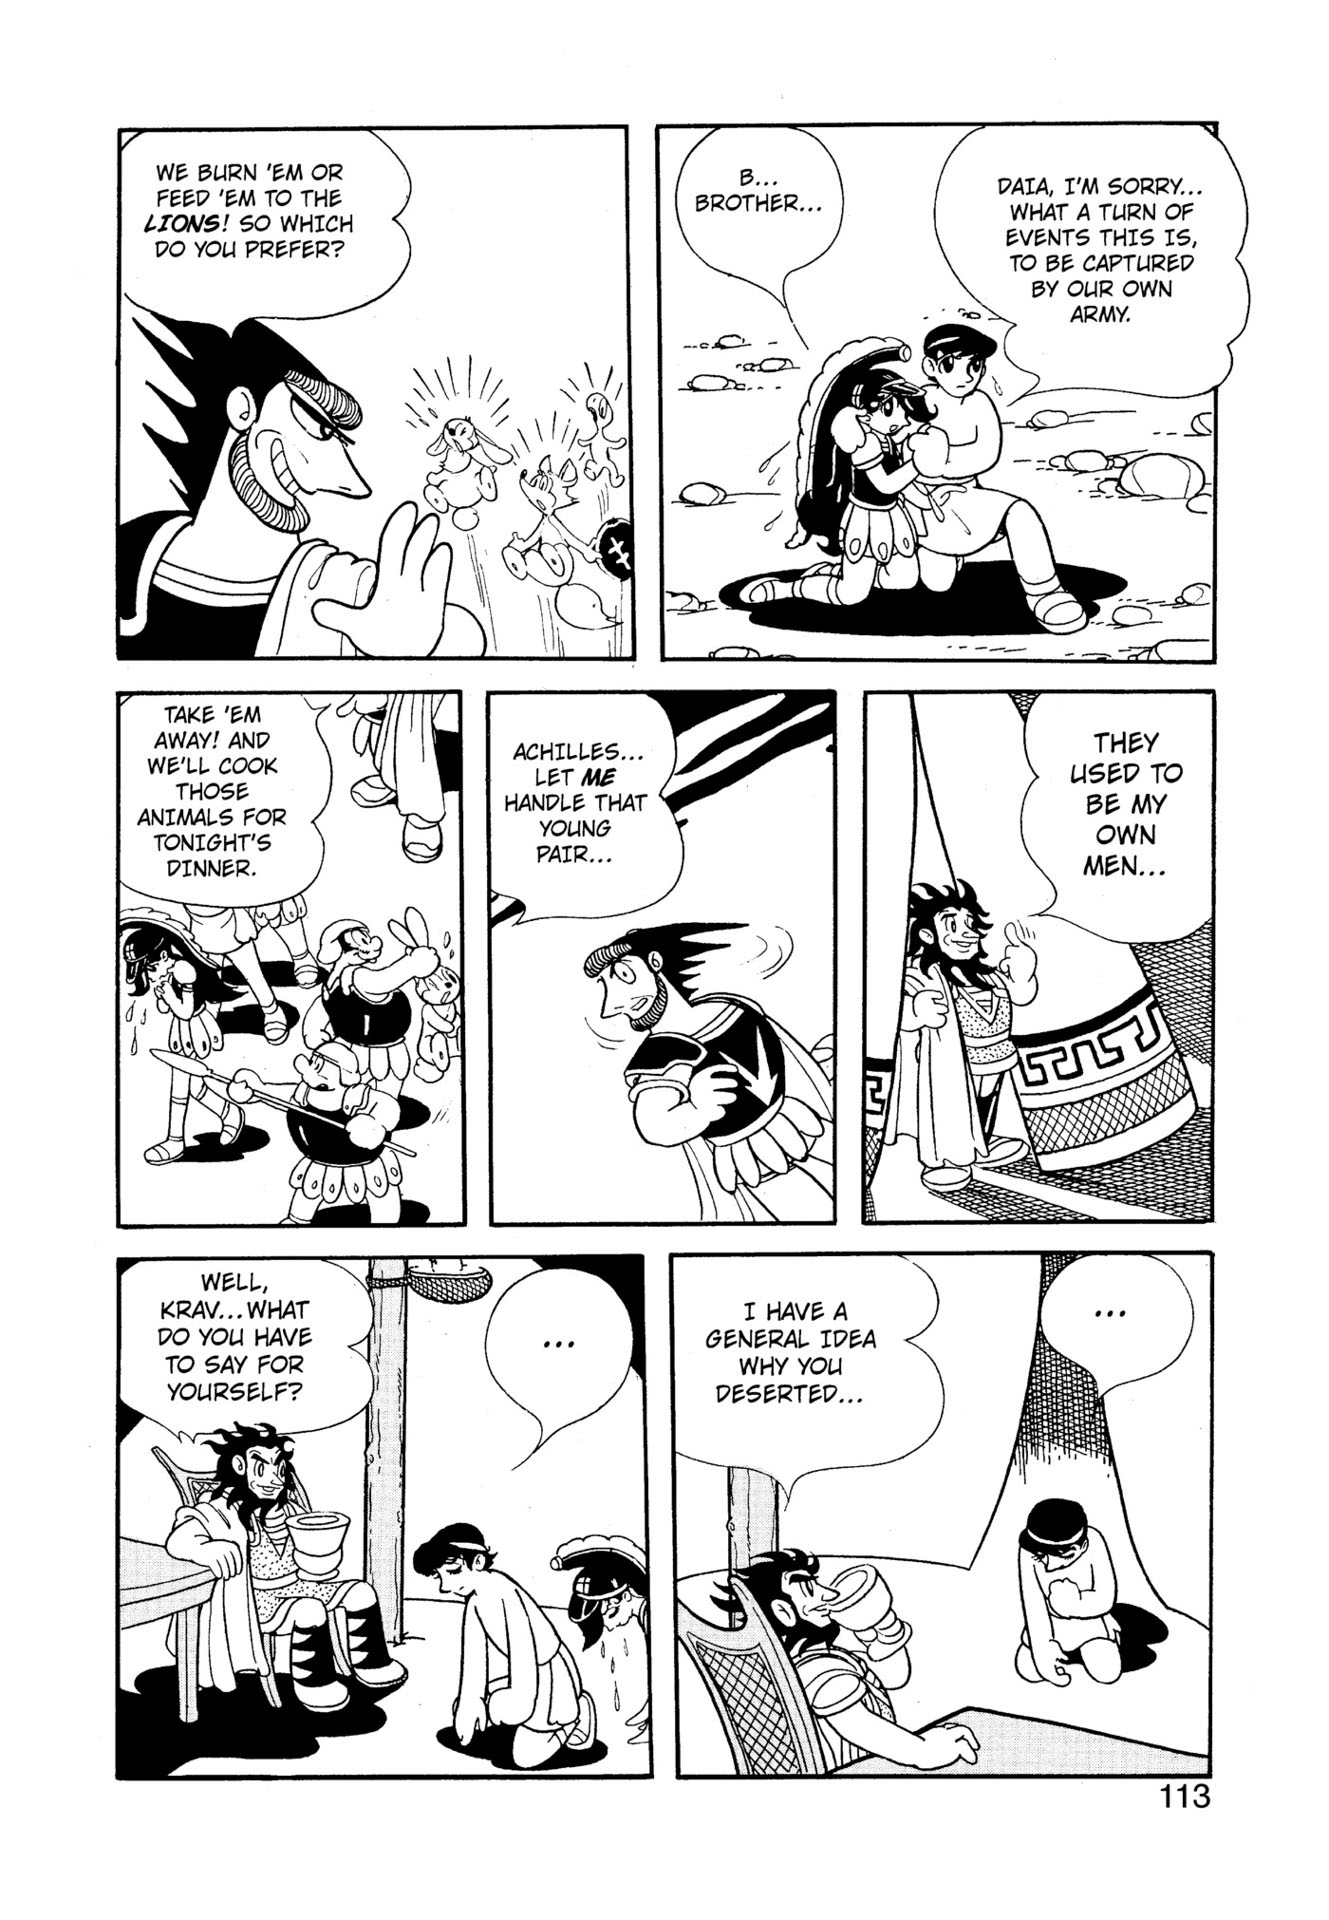 WE BURN 'EM OR
FEED 'EM TO THE
LIONS! SO WHICH
DO YOU PREFER?
B...
BROTHER...
DAIA, I'M SORRY...
WHAT A TURN OF
EVENTS THIS IS,
TO BE CAPTURED
BY OUR OWN
ARMY.
TAKE 'EM
AWAY! AND
WE'LL COOK
THOSE
ANIMALS FOR
TONIGHT'S
DINNER.
ACHILLES...
LET ME
HANDLE THAT
YOUNG
PAIR...
THEY
USED TO
BE MY
OWN
MEN...
WELL,
KRAV...WHAT
DO YOU HAVE
TO SAY FOR
YOURSELF?
...
I HAVE A
GENERAL IDEA
WHY YOU
DESERTED...
...
113